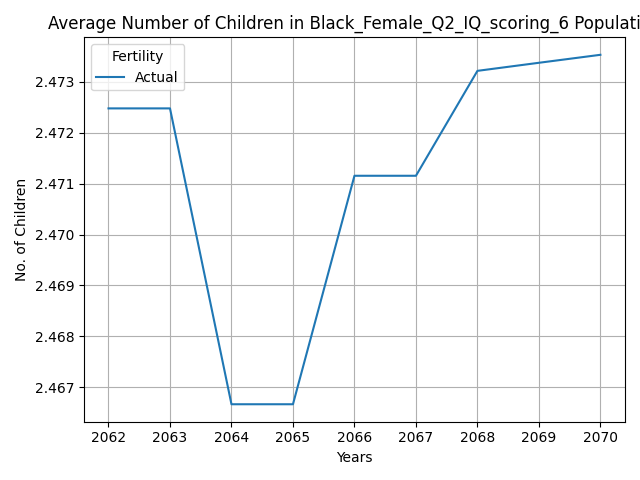 Average Number of Children in Black_Female_Q2_IQ_scoring_6 Populati
Fertility
Actual
No. of Children
2.473
2.472
2.471
2.470
2.469
2.468
2.467
2062 2063 2064 2065 2066 2067 2068 2069 2070
Years